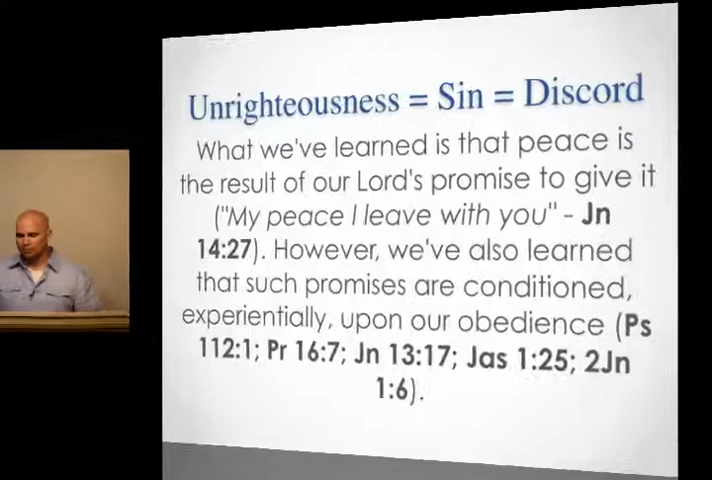 Unrighteousness = Sin = Discord
What we've learned is that peace is
the result of our Lord's promise to give it
("My peace I leave with you" - Jn
14:27). However, we've also learned
that such promises are conditioned,
experientially, upon our obedience (Ps
112:1; Pr 16:7; Jn 13:17; Jas 1:25; 2Jn
1:6).